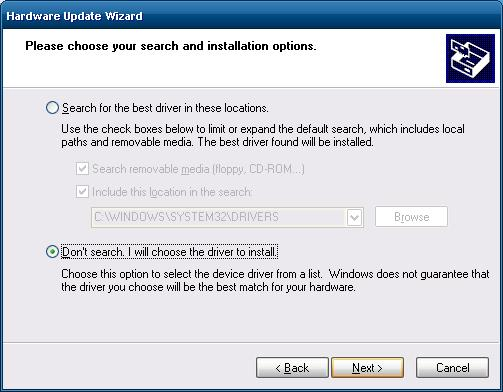 Hardware Update Wizard
Please choose your search and installation options.
Search for the best driver in these locations.
Use the check boxes below to limit or expand the default search, which includes local
paths and removable media. The best driver found will be installed.
Search removable media (floppy, CD-ROM...)
Include this location in the search:
C:\WINDOWS\SYSTEM32\DRIVERS
Browse
Don't search. I will choose the driver to install.
Choose this option to select the device driver from a list. Windows does not guarantee that
the driver you choose will be the best match for your hardware.
< Back
Next >
Cancel